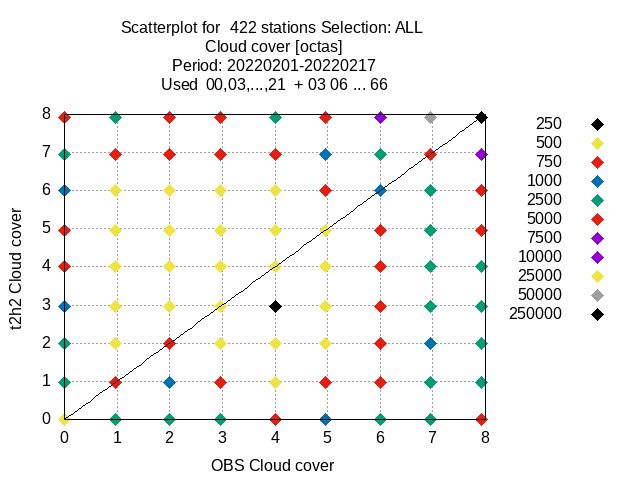 Scatterplot for  422 stations Selection: ALL
Cloud cover [octas]
Period: 20220201-20220217
Used  00,03,...,21  + 03 06 ... 66
8
7
6
5
4
3
2
1
0
t2h2 Cloud cover
0 1 2 3 4 5 6 7 8
OBS Cloud cover
250
500
750
1000
2500
5000
7500
10000
25000
50000
250000